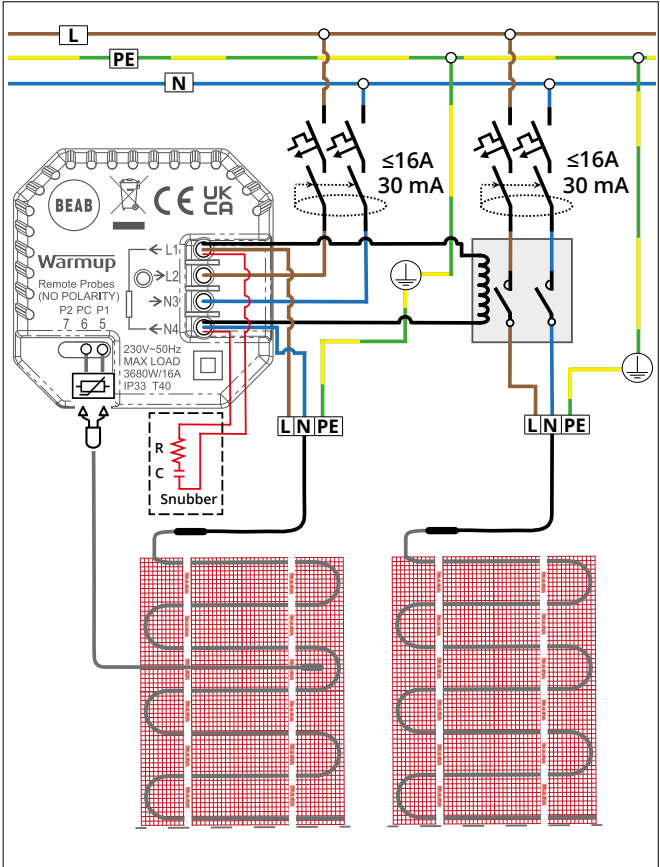 L
PE
N
≤16A
30 mA
≤16A
30 mA
BEAB
CE UK
CA
Warmup
Remote Probes
(NO POLARITY)
P2 PC P1
7 6 5
L1
L2
N3
N4
230V~50Hz
MAX LOAD
3680W/16A
IP33 T40
R
C
Snubber
L N PE
L N PE